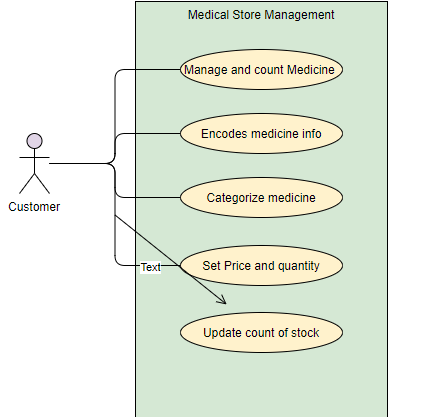 Medical Store Management
Manage and count Medicine
Encodes medicine info
Customer
Categorize medicine
Text
Set Price and quantity
Update count of stock